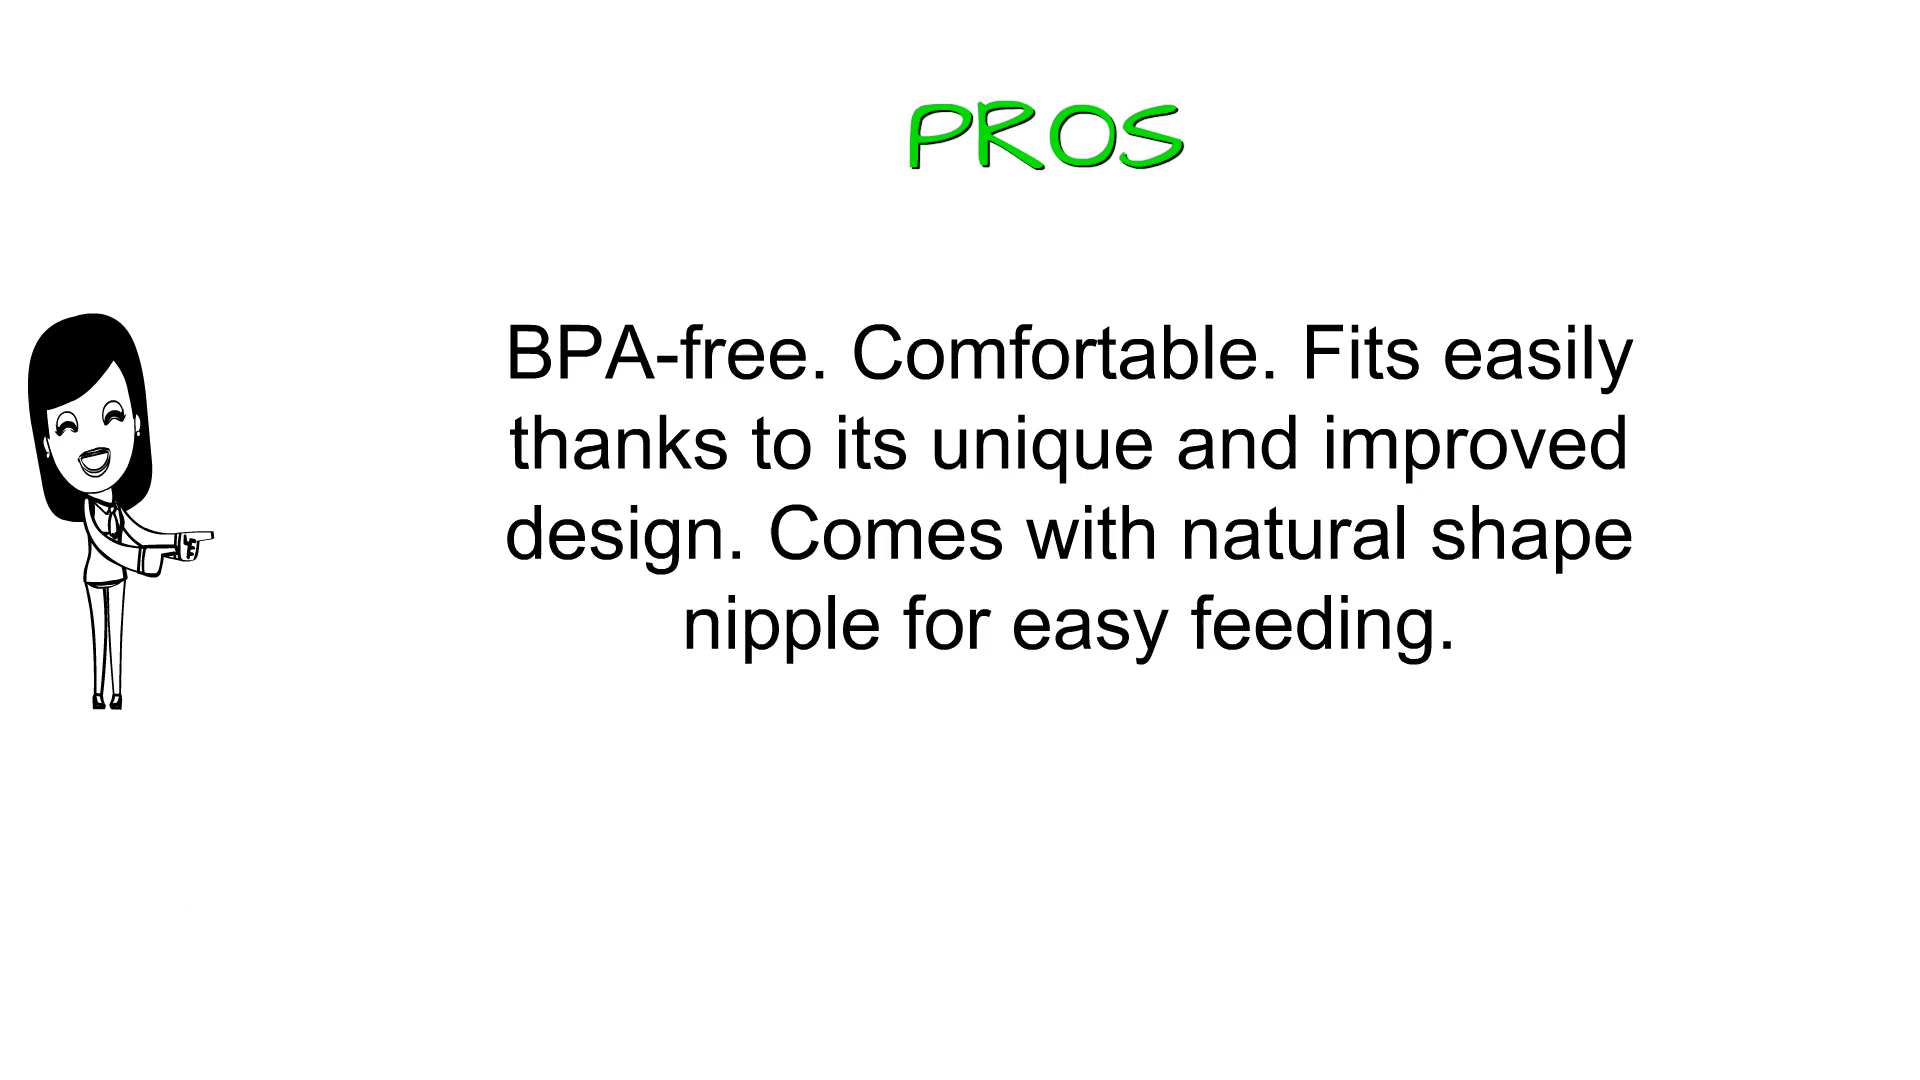 PROS
BPA-free. Comfortable. Fits easily
thanks to its unique and improved
design. Comes with natural shape
nipple for easy feeding.